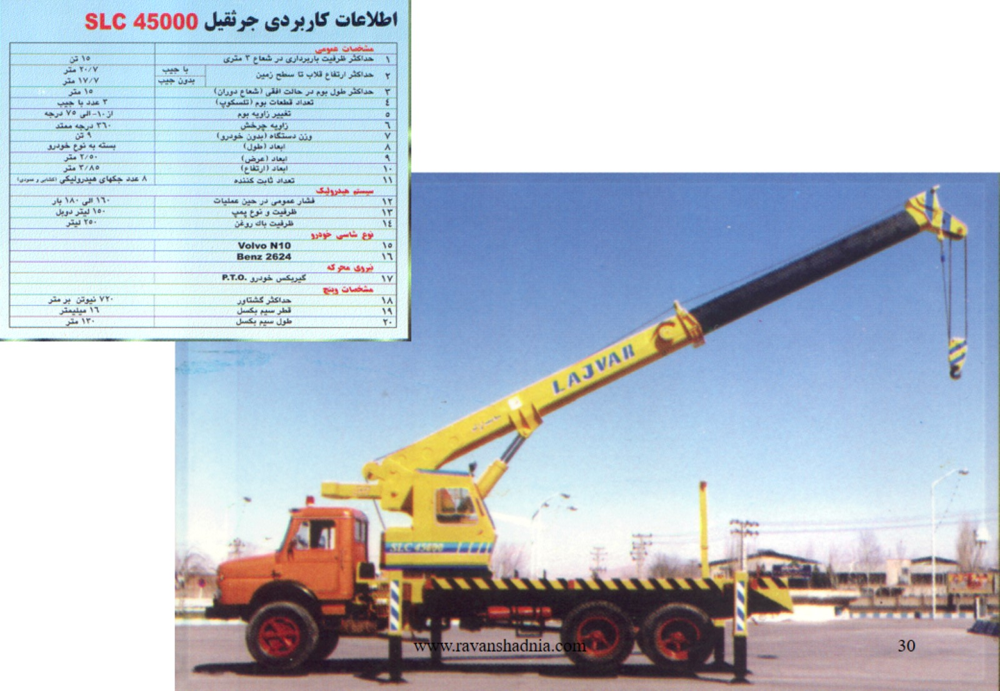 اطلاعات کاربردی جرثقیل SLC 45000
مشخصات عمومی
۱ حداکثر ظرفیت باربرداری در شعاع ۳ متری ۱۵ تن
۲ حداکثر ارتفاع قلاب تا سطح زمین با جیب ۲۰/۷ متر
بدون جیب ۱۷/۷ متر
۳ حداکثر طول بوم در حالت افقی (شعاع دوران) ۱۵ متر
٤ تعداد قطعات بوم (تلسکوپ) ۳ عدد با جیب
۵ تغییر زاویه بوم از ۱۰- الی ۷۵ درجه
٦ زاویه چرخش ۳٦۰ درجه ممتد
۷ وزن دستگاه (بدون خودرو) ۹ تن
۸ ابعاد (طول) بسته به نوع خودرو
۹ ابعاد (عرض) ۲/۵۰ متر
۱۰ ابعاد (ارتفاع) ۳/۸۵ متر
۱۱ تعداد ثابت کننده ۸ عدد جکهای هیدرولیکی (کشابی و عمودی)
سیستم هیدرولیک
۱۲ فشار عمومی در حین عملیات ۱٦۰ الی ۱۸۰ بار
۱۳ ظرفیت و نوع پمپ ۱۵۰ لیتر دوبل
۱٤ ظرفیت باك روغن ۲۵۰ لیتر
نوع شاسی خودرو
۱۵ Volvo N10
۱٦ Benz 2624
نیروی محرکه
۱۷ گیربکس خودرو P.T.O.
مشخصات وینچ
۱۸ حداکثر گشتاور ۷۲۰ نیوتن بر متر
۱۹ قطر سیم بکسل ۱٦ میلیمتر
۲۰ طول سیم بکسل ۱۳۰ متر
LAJVAR
SLC 45000
www.ravanshadnia.com
30